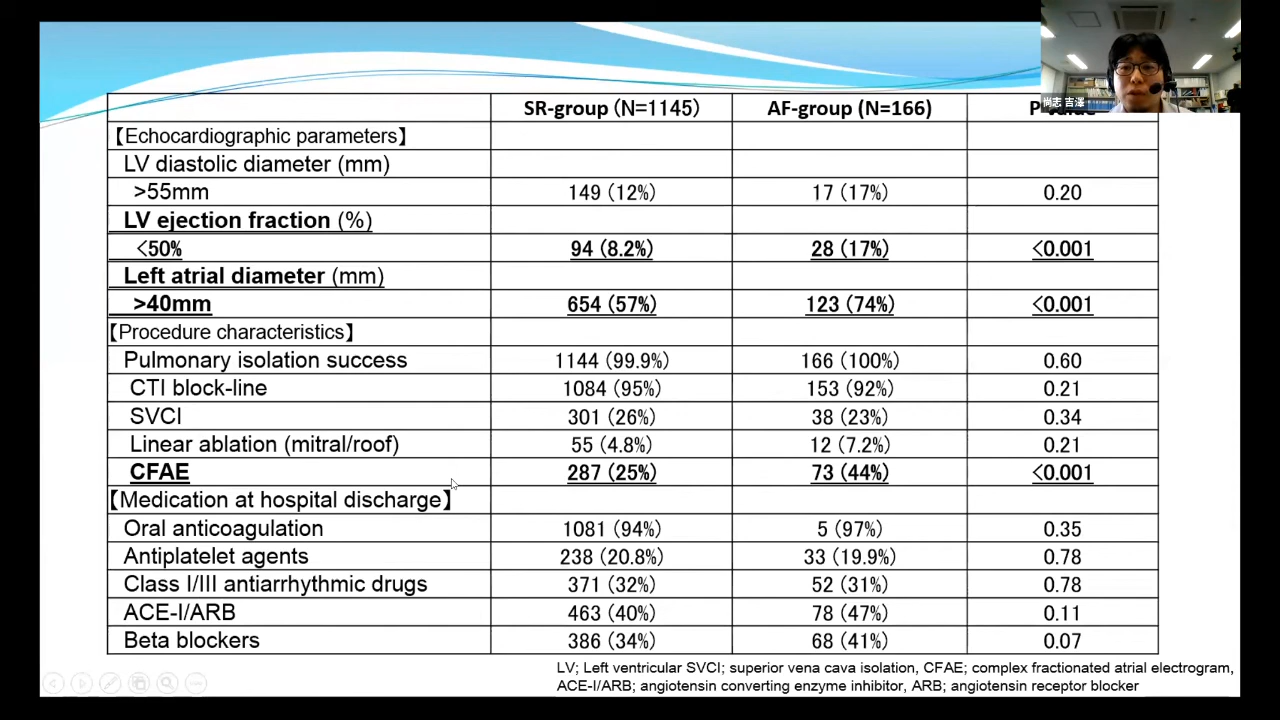 尚志 吉澤
SR-group (N=1145) AF-group (N=166)
【Echocardiographic parameters】
LV diastolic diameter (mm)
>55mm 149 (12%) 17 (17%) 0.20
LV ejection fraction (%)
<50% 94 (8.2%) 28 (17%) <0.001
Left atrial diameter (mm)
>40mm 654 (57%) 123 (74%) <0.001
【Procedure characteristics】
Pulmonary isolation success 1144 (99.9%) 166 (100%) 0.60
CTI block-line 1084 (95%) 153 (92%) 0.21
SVCI 301 (26%) 38 (23%) 0.34
Linear ablation (mitral/roof) 55 (4.8%) 12 (7.2%) 0.21
CFAE 287 (25%) 73 (44%) <0.001
【Medication at hospital discharge】
Oral anticoagulation 1081 (94%) 5 (97%) 0.35
Antiplatelet agents 238 (20.8%) 33 (19.9%) 0.78
Class I/III antiarrhythmic drugs 371 (32%) 52 (31%) 0.78
ACE-I/ARB 463 (40%) 78 (47%) 0.11
Beta blockers 386 (34%) 68 (41%) 0.07
LV; Left ventricular SVCI; superior vena cava isolation, CFAE; complex fractionated atrial electrogram,
ACE-I/ARB; angiotensin converting enzyme inhibitor, ARB; angiotensin receptor blocker